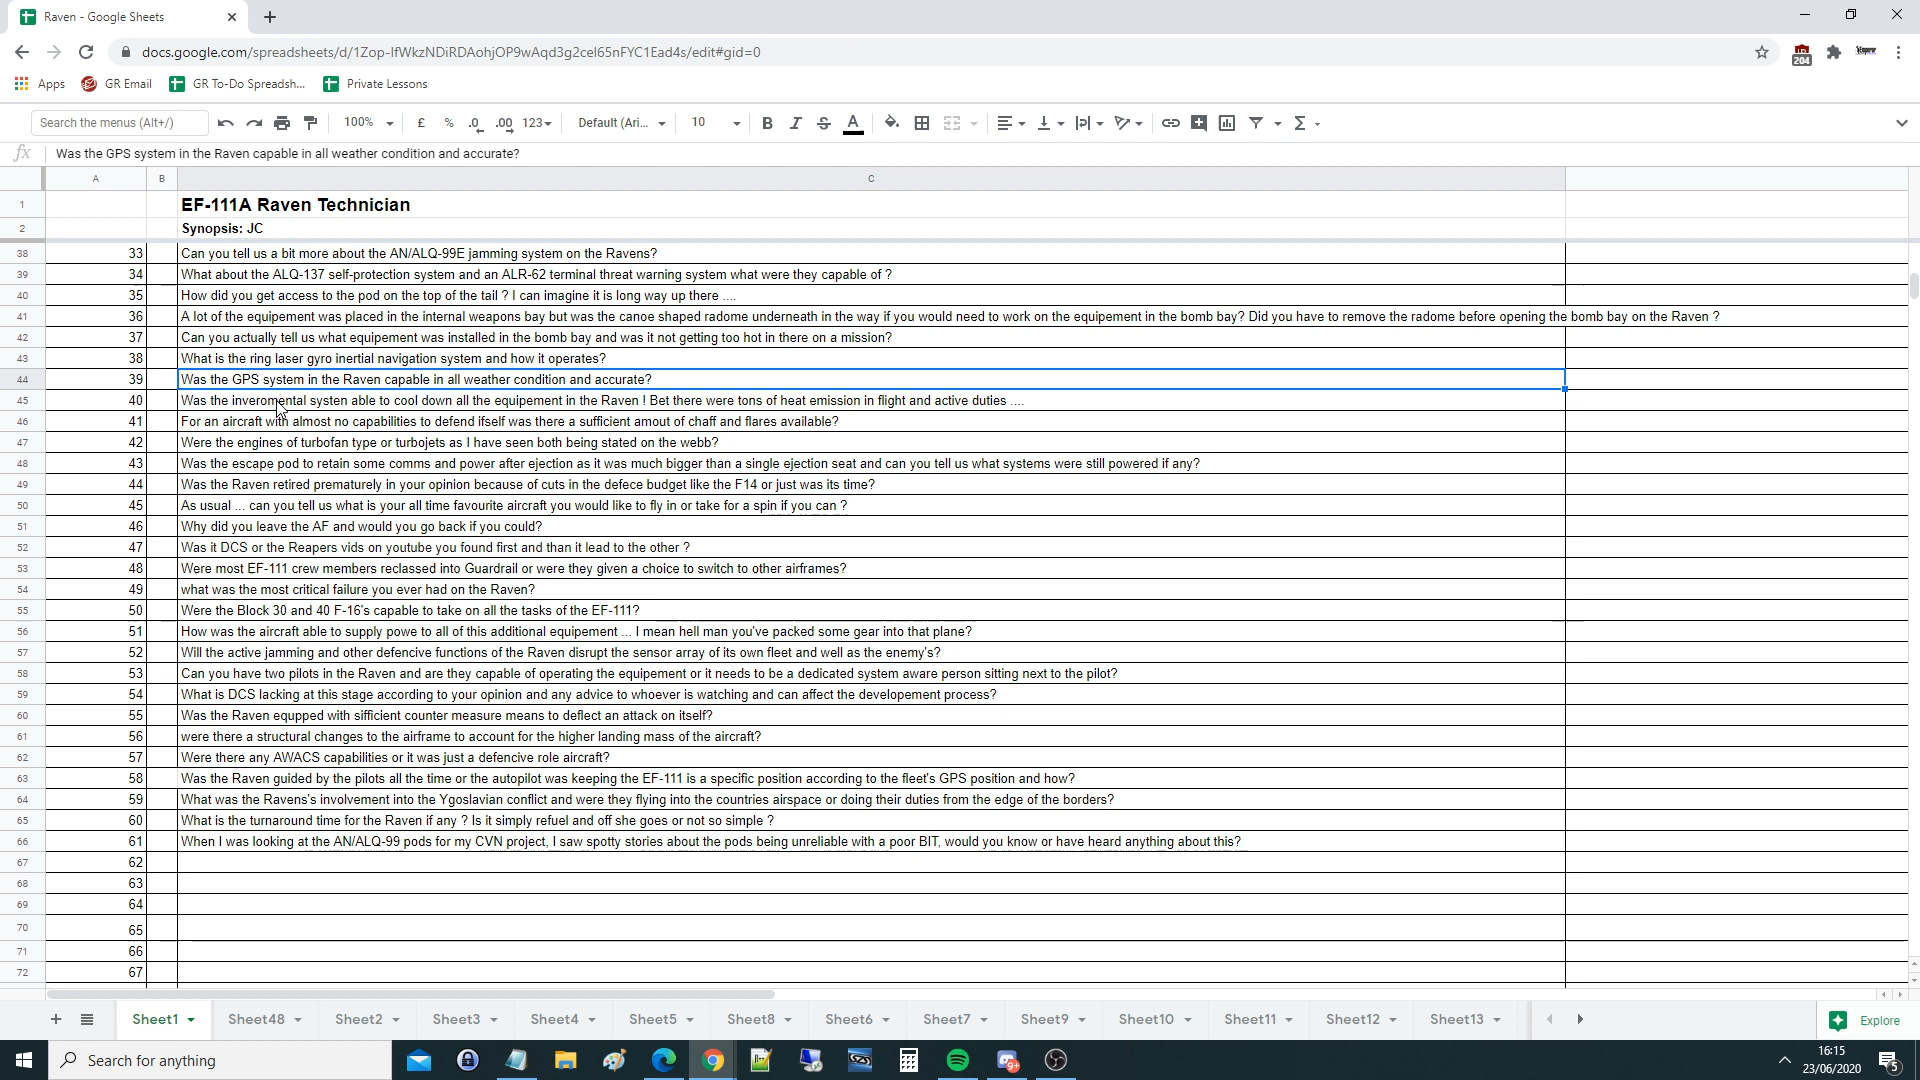 Raven - Google Sheets
docs.google.com/spreadsheets/d/1Zop-IfWkzNDiRDAohjOP9wAqd3g2cel65nFYC1Ead4s/edit#gid=0
204
Apps GR Email GR To-Do Spreadsh... Private Lessons
Search the menus (Alt+/) 100% £ % .0 .00 123 Default (Ari... 10 B I S A
fx Was the GPS system in the Raven capable in all weather condition and accurate?
A B C
1 EF-111A Raven Technician
2 Synopsis: JC
38 33 Can you tell us a bit more about the AN/ALQ-99E jamming system on the Ravens?
39 34 What about the ALQ-137 self-protection system and an ALR-62 terminal threat warning system what were they capable of ?
40 35 How did you get access to the pod on the top of the tail ? I can imagine it is long way up there ....
41 36 A lot of the equipement was placed in the internal weapons bay but was the canoe shaped radome underneath in the way if you would need to work on the equipement in the bomb bay? Did you have to remove the radome before opening the bomb bay on the Raven ?
42 37 Can you actually tell us what equipement was installed in the bomb bay and was it not getting too hot in there on a mission?
43 38 What is the ring laser gyro inertial navigation system and how it operates?
44 39 Was the GPS system in the Raven capable in all weather condition and accurate?
45 40 Was the inveromental systen able to cool down all the equipement in the Raven ! Bet there were tons of heat emission in flight and active duties ....
46 41 For an aircraft with almost no capabilities to defend ifself was there a sufficient amout of chaff and flares available?
47 42 Were the engines of turbofan type or turbojets as I have seen both being stated on the webb?
48 43 Was the escape pod to retain some comms and power after ejection as it was much bigger than a single ejection seat and can you tell us what systems were still powered if any?
49 44 Was the Raven retired prematurely in your opinion because of cuts in the defece budget like the F14 or just was its time?
50 45 As usual ... can you tell us what is your all time favourite aircraft you would like to fly in or take for a spin if you can ?
51 46 Why did you leave the AF and would you go back if you could?
52 47 Was it DCS or the Reapers vids on youtube you found first and than it lead to the other ?
53 48 Were most EF-111 crew members reclassed into Guardrail or were they given a choice to switch to other airframes?
54 49 what was the most critical failure you ever had on the Raven?
55 50 Were the Block 30 and 40 F-16's capable to take on all the tasks of the EF-111?
56 51 How was the aircraft able to supply powe to all of this additional equipement ... I mean hell man you've packed some gear into that plane?
57 52 Will the active jamming and other defencive functions of the Raven disrupt the sensor array of its own fleet and well as the enemy's?
58 53 Can you have two pilots in the Raven and are they capable of operating the equipement or it needs to be a dedicated system aware person sitting next to the pilot?
59 54 What is DCS lacking at this stage according to your opinion and any advice to whoever is watching and can affect the developement process?
60 55 Was the Raven equpped with sifficient counter measure means to deflect an attack on itself?
61 56 were there a structural changes to the airframe to account for the higher landing mass of the aircraft?
62 57 Were there any AWACS capabilities or it was just a defencive role aircraft?
63 58 Was the Raven guided by the pilots all the time or the autopilot was keeping the EF-111 is a specific position according to the fleet's GPS position and how?
64 59 What was the Ravens's involvement into the Ygoslavian conflict and were they flying into the countries airspace or doing their duties from the edge of the borders?
65 60 What is the turnaround time for the Raven if any ? Is it simply refuel and off she goes or not so simple ?
66 61 When I was looking at the AN/ALQ-99 pods for my CVN project, I saw spotty stories about the pods being unreliable with a poor BIT, would you know or have heard anything about this?
67 62
68 63
69 64
70 65
71 66
72 67
Sheet1 Sheet48 Sheet2 Sheet3 Sheet4 Sheet5 Sheet8 Sheet6 Sheet7 Sheet9 Sheet10 Sheet11 Sheet12 Sheet13 Explore
Search for anything
16:15
23/06/2020
5